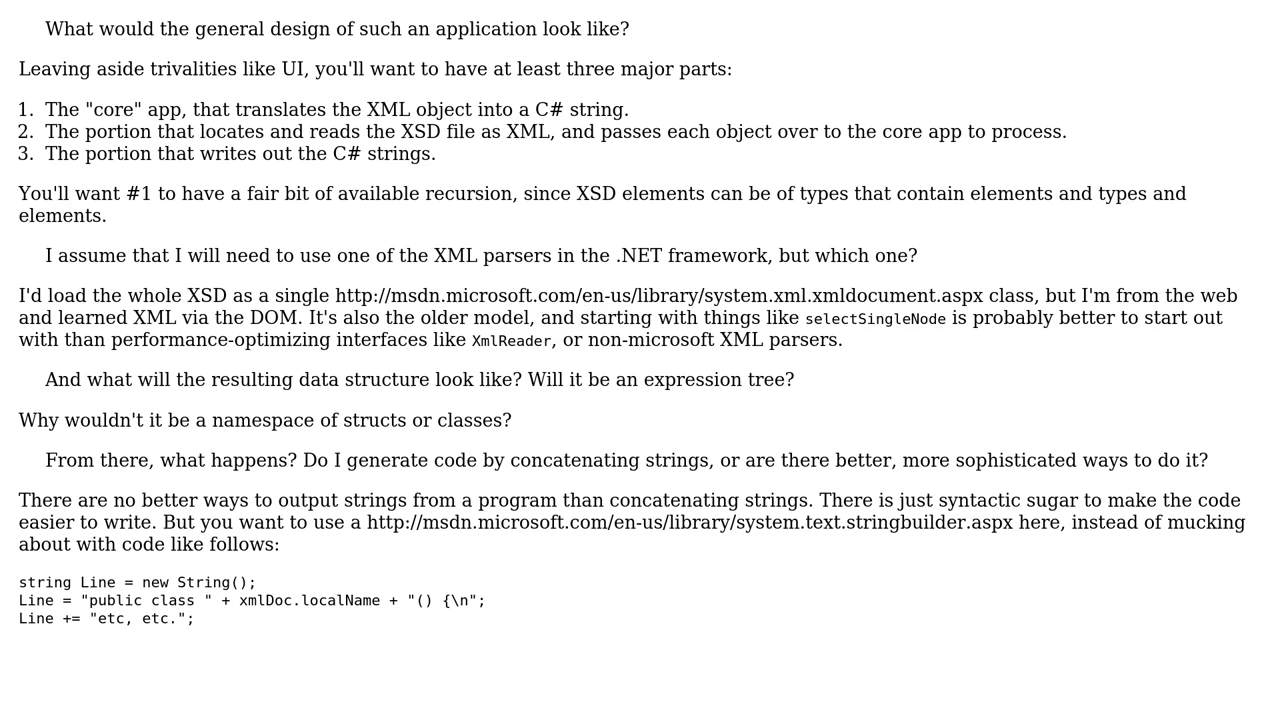 What would the general design of such an application look like?
Leaving aside trivalities like UI, you'll want to have at least three major parts:
1. The "core" app, that translates the XML object into a C# string.
2. The portion that locates and reads the XSD file as XML, and passes each object over to the core app to process.
3. The portion that writes out the C# strings.
You'll want #1 to have a fair bit of available recursion, since XSD elements can be of types that contain elements and types and
elements.
I assume that I will need to use one of the XML parsers in the .NET framework, but which one?
I'd load the whole XSD as a single http://msdn.microsoft.com/en-us/library/system.xml.xmldocument.aspx class, but I'm from the web
and learned XML via the DOM. It's also the older model, and starting with things like selectSingleNode is probably better to start out
with than performance-optimizing interfaces like XmlReader, or non-microsoft XML parsers.
And what will the resulting data structure look like? Will it be an expression tree?
Why wouldn't it be a namespace of structs or classes?
From there, what happens? Do I generate code by concatenating strings, or are there better, more sophisticated ways to do it?
There are no better ways to output strings from a program than concatenating strings. There is just syntactic sugar to make the code
easier to write. But you want to use a http://msdn.microsoft.com/en-us/library/system.text.stringbuilder.aspx here, instead of mucking
about with code like follows:
string Line = new String();
Line = "public class " + xmlDoc.localName + "() {\n";
Line += "etc, etc.";